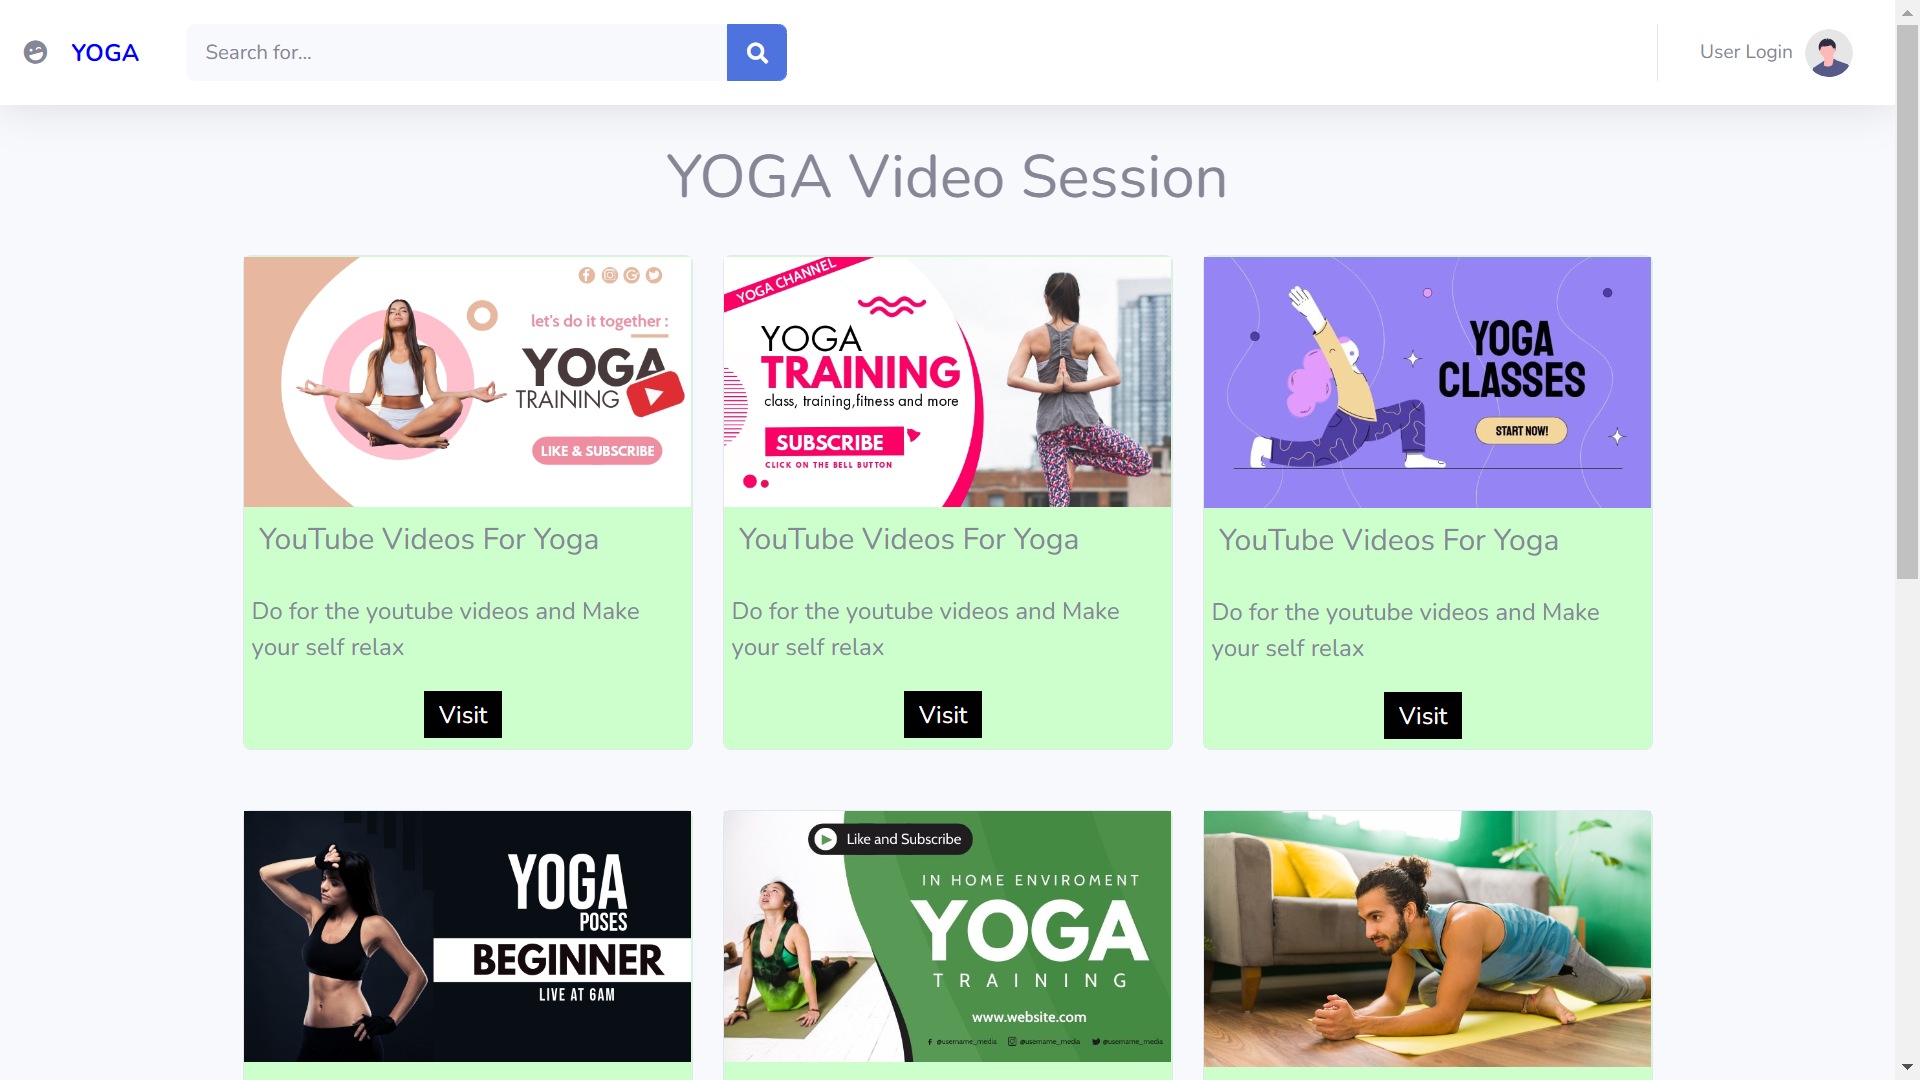 YOGA
Search for...
User Login
YOGA Video Session
let's do it together :
YOGA
TRAINING
LIKE & SUBSCRIBE
YOGA CHANNEL
YOGA
TRAINING
class, training,fitness and more
SUBSCRIBE
CLICK ON THE BELL BUTTON
YOGA
CLASSES
START NOW!
YouTube Videos For Yoga
Do for the youtube videos and Make
your self relax
Visit
YouTube Videos For Yoga
Do for the youtube videos and Make
your self relax
Visit
YouTube Videos For Yoga
Do for the youtube videos and Make
your self relax
Visit
YOGA
POSES
BEGINNER
LIVE AT 6AM
Like and Subscribe
IN HOME ENVIROMENT
YOGA
TRAINING
www.website.com
@username_media @username_media @username_media